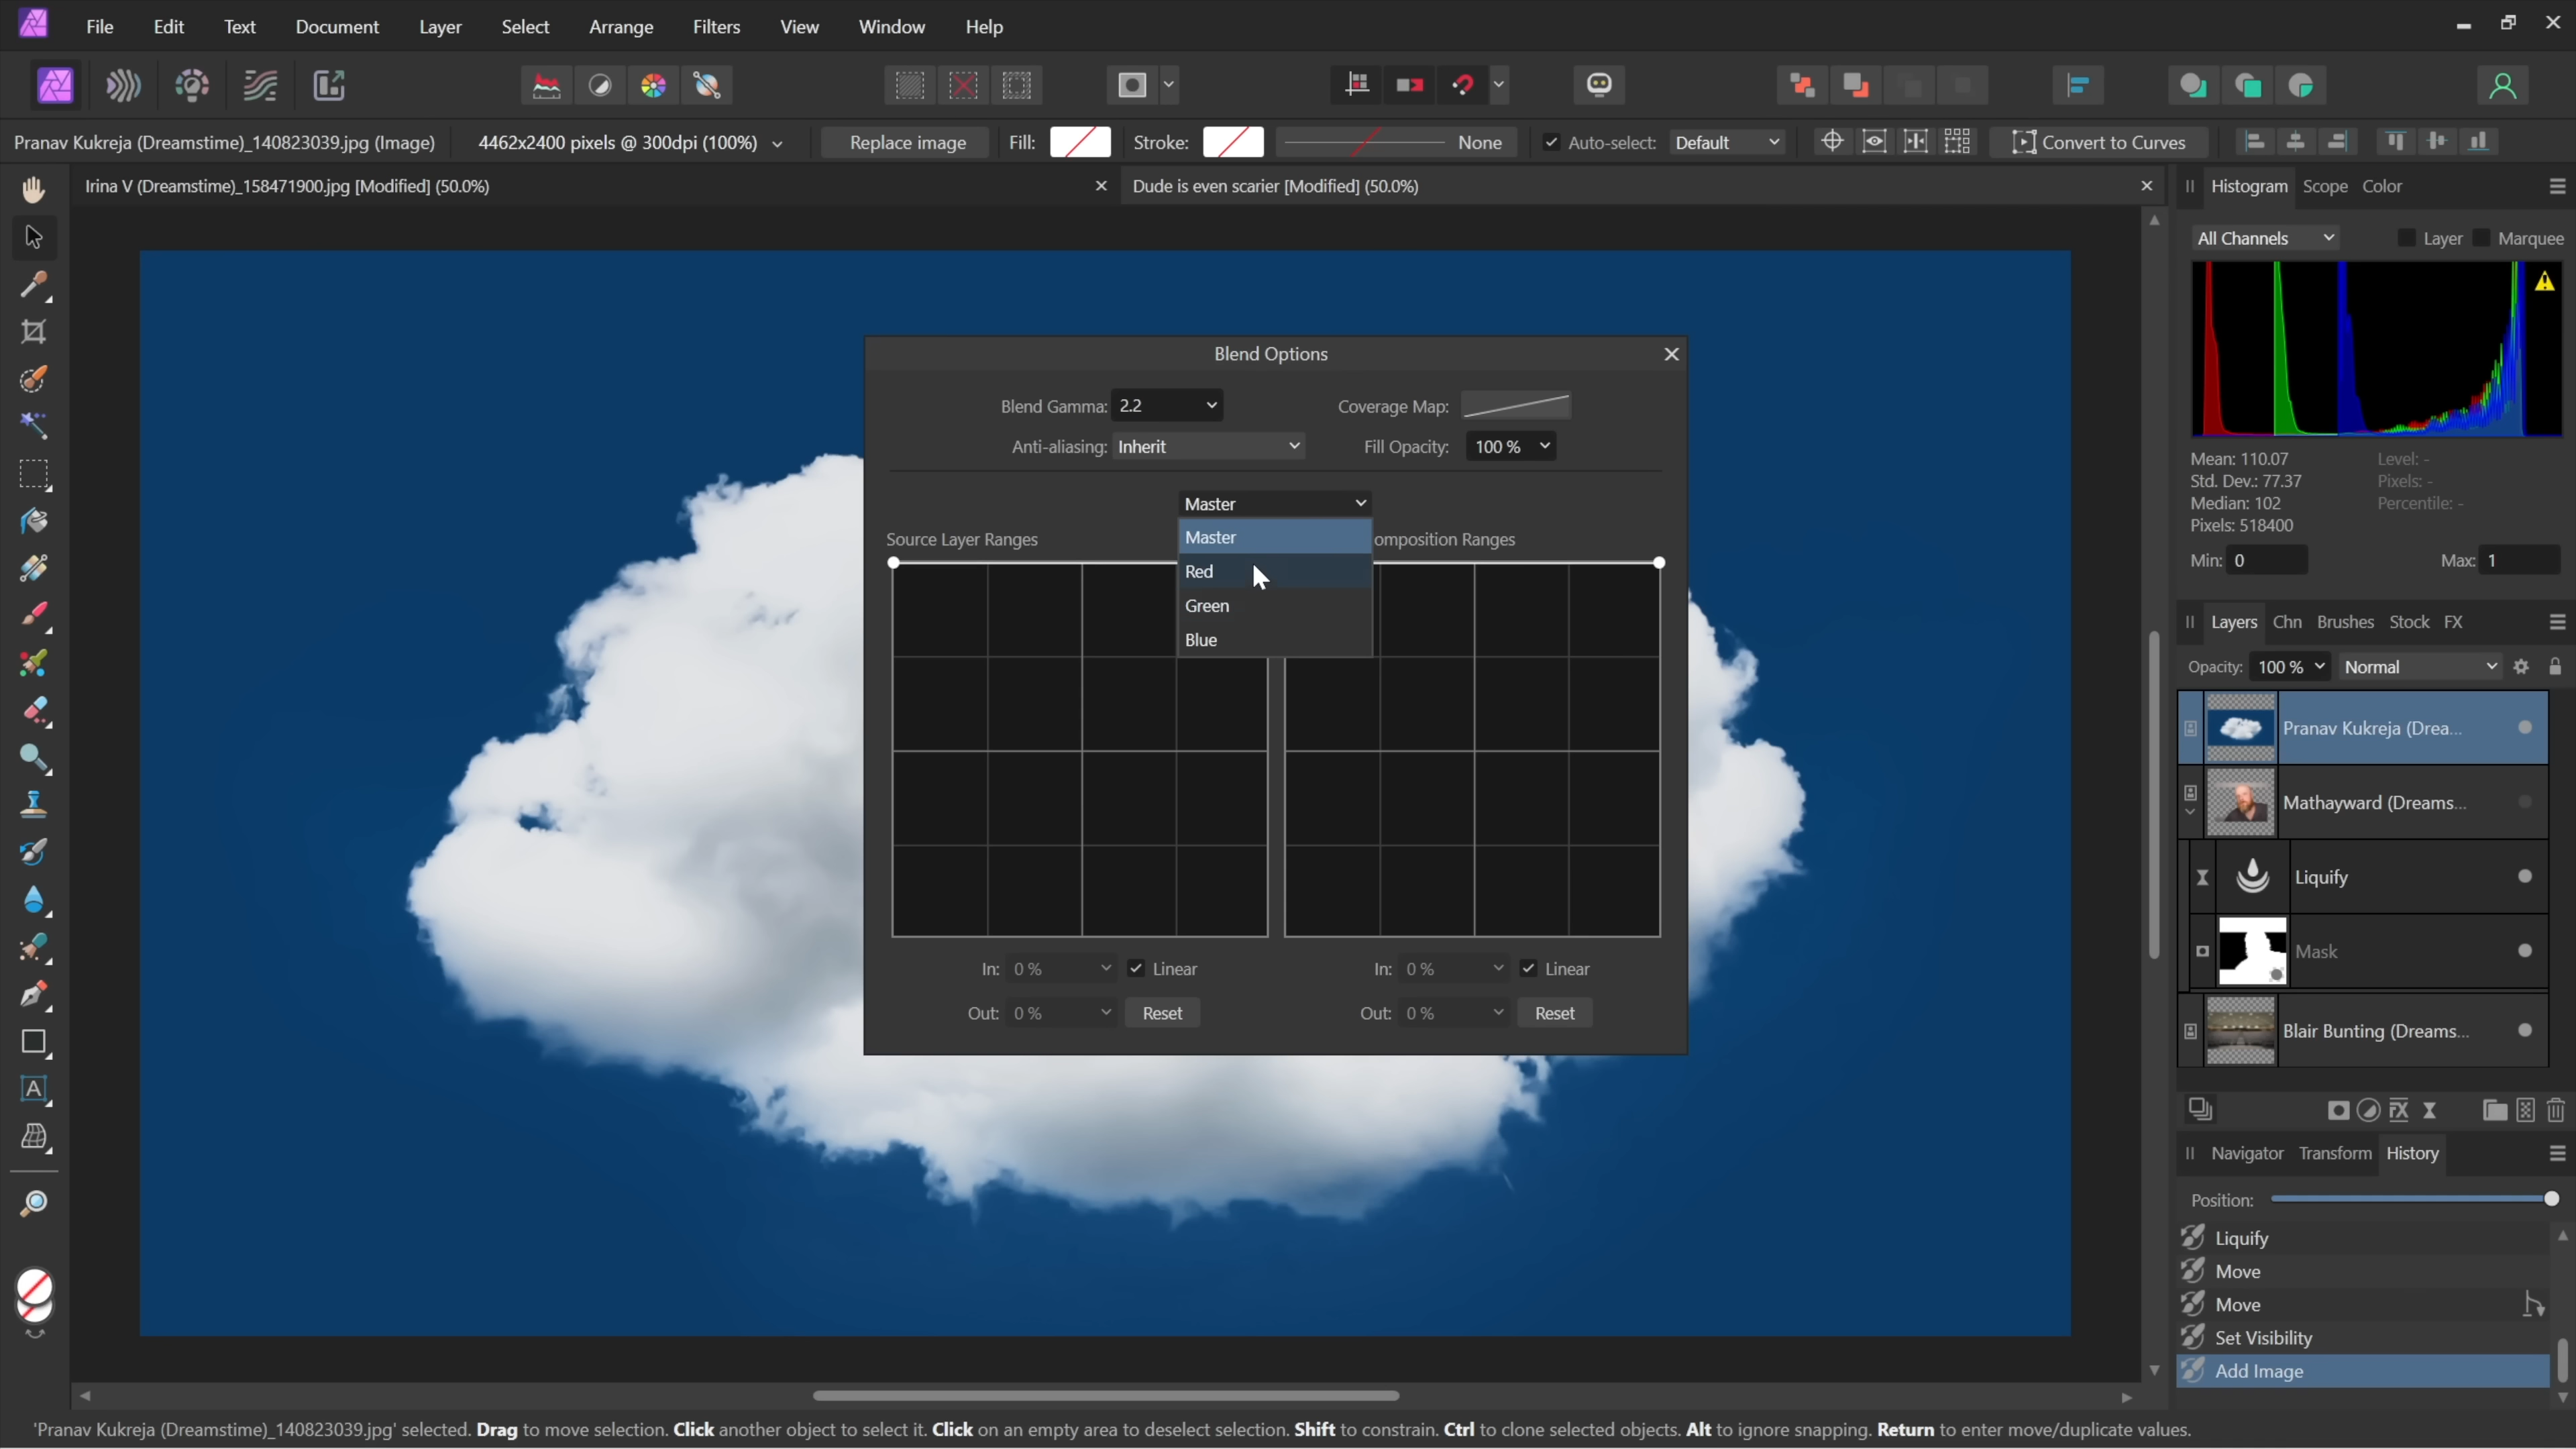 File Edit Text Document Layer Select Arrange Filters View Window Help
Pranav Kukreja (Dreamstime)_140823039.jpg (Image) 4462x2400 pixels @ 300dpi (100%) Replace image Fill: Stroke: None Auto-select: Default Convert to Curves
Irina V (Dreamstime)_158471900.jpg [Modified] (50.0%) Dude is even scarier [Modified] (50.0%)
Histogram Scope Color
All Channels Layer Marquee
Mean: 110.07 Level: -
Std. Dev.: 77.37 Pixels: -
Median: 102 Percentile: -
Pixels: 518400
Min: 0 Max: 1
Blend Options
Blend Gamma: 2.2 Coverage Map:
Anti-aliasing: Inherit Fill Opacity: 100 %
Master
Source Layer Ranges Master omposition Ranges
Red
Green
Blue
In: 0 % Linear In: 0 % Linear
Out: 0 % Reset Out: 0 % Reset
Layers Chn Brushes Stock FX
Opacity: 100 % Normal
Pranav Kukreja (Drea...
Mathayward (Dreams...
Liquify
Mask
Blair Bunting (Dreams...
FX
A
Navigator Transform History
Position:
Liquify
Move
Move
Set Visibility
Add Image
'Pranav Kukreja (Dreamstime)_140823039.jpg' selected. Drag to move selection. Click another object to select it. Click on an empty area to deselect selection. Shift to constrain. Ctrl to clone selected objects. Alt to ignore snapping. Return to enter move/duplicate values.